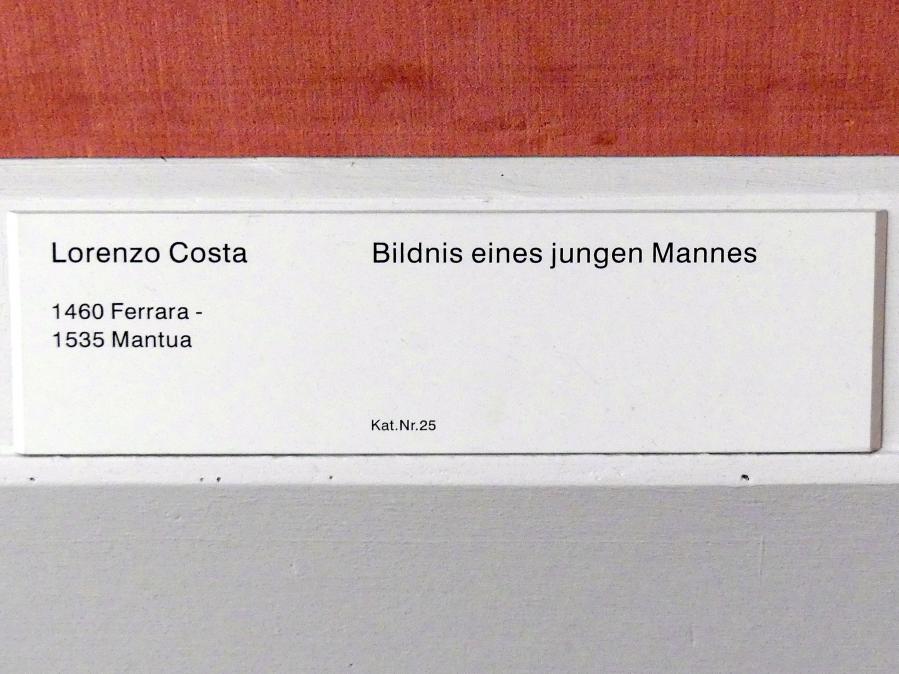 Lorenzo Costa
1460 Ferrara -
1535 Mantua
Bildnis eines jungen Mannes
Kat.Nr.25